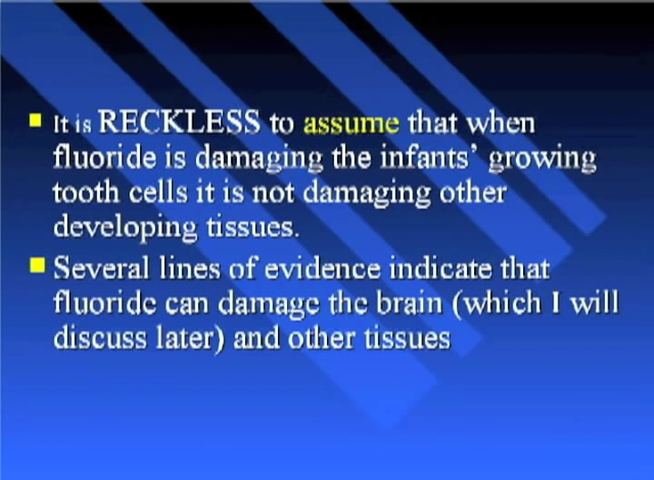 It is RECKLESS to assume that when
fluoride is damaging the infants’ growing
tooth cells it is not damaging other
developing tissues.
Several lines of evidence indicate that
fluoride can damage the brain (which I will
discuss later) and other tissues